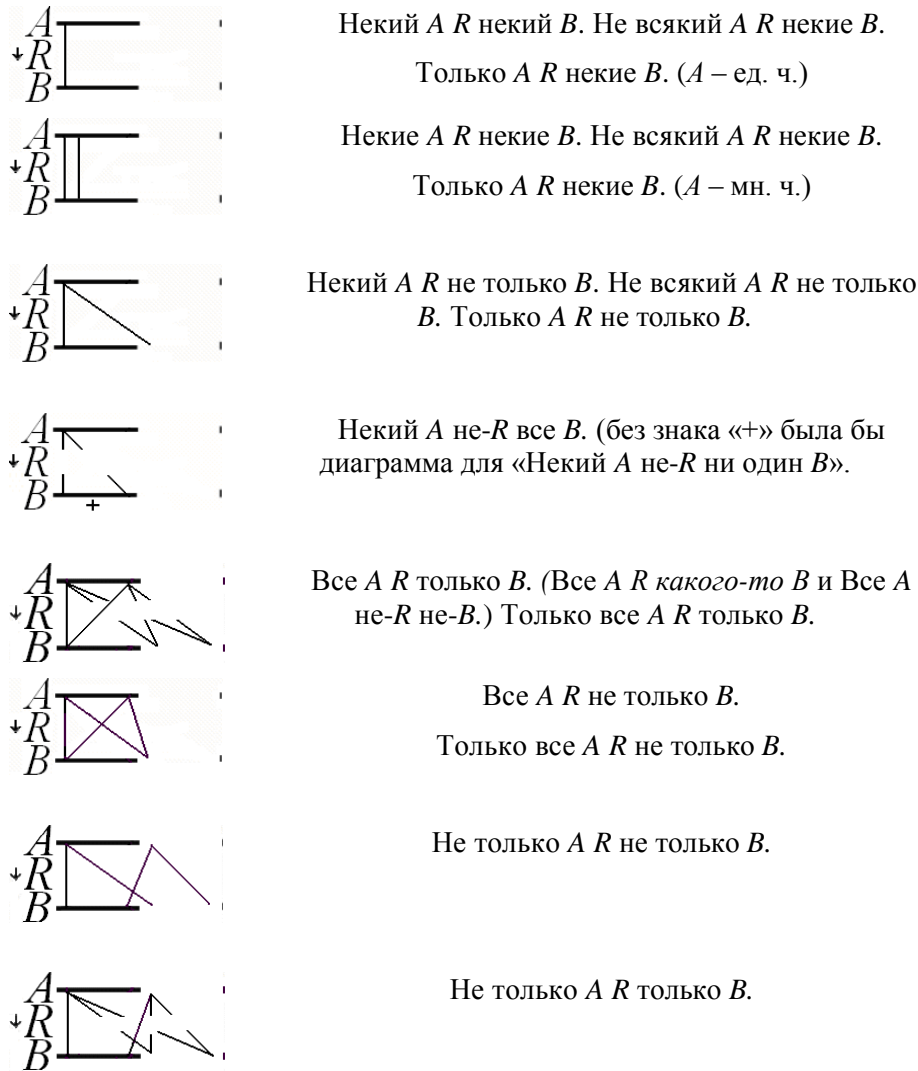 A
↓R
B
Некий A R некий B. Не всякий A R некие B.
Только A R некие B. (A – ед. ч.)
A
↓R
B
Некие A R некие B. Не всякий A R некие B.
Только A R некие B. (A – мн. ч.)
A
↓R
B
Некий A R не только B. Не всякий A R не только
B. Только A R не только B.
A
↓R
B
+
Некий A не-R все B. (без знака «+» была бы
диаграмма для «Некий A не-R ни один B».
A
↓R
B
Все A R только B. (Все A R какого-то B и Все A
не-R не-B.) Только все A R только B.
A
↓R
B
Все A R не только B.
Только все A R не только B.
A
↓R
B
Не только A R не только B.
A
↓R
B
Не только A R только B.